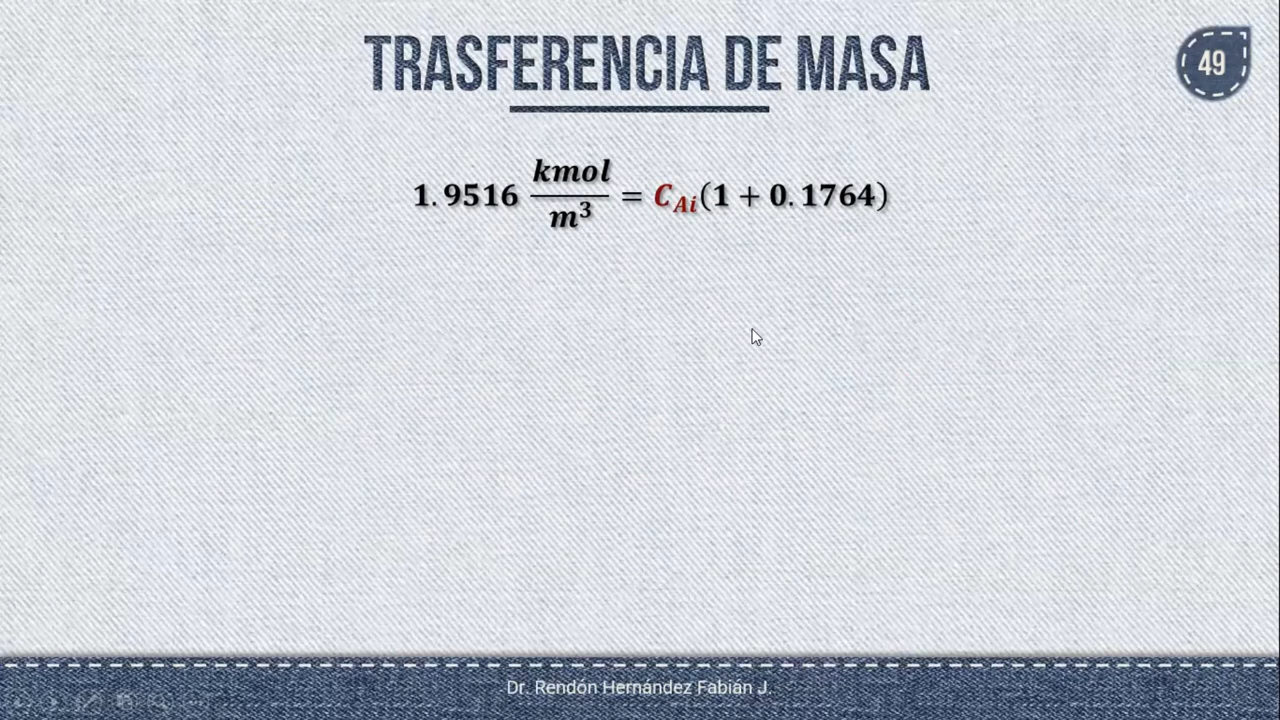 TRASFERENCIA DE MASA
49
1.9516 kmol/m³ = C_Ai(1 + 0.1764)
Dr. Rendón Hernández Fabián J.